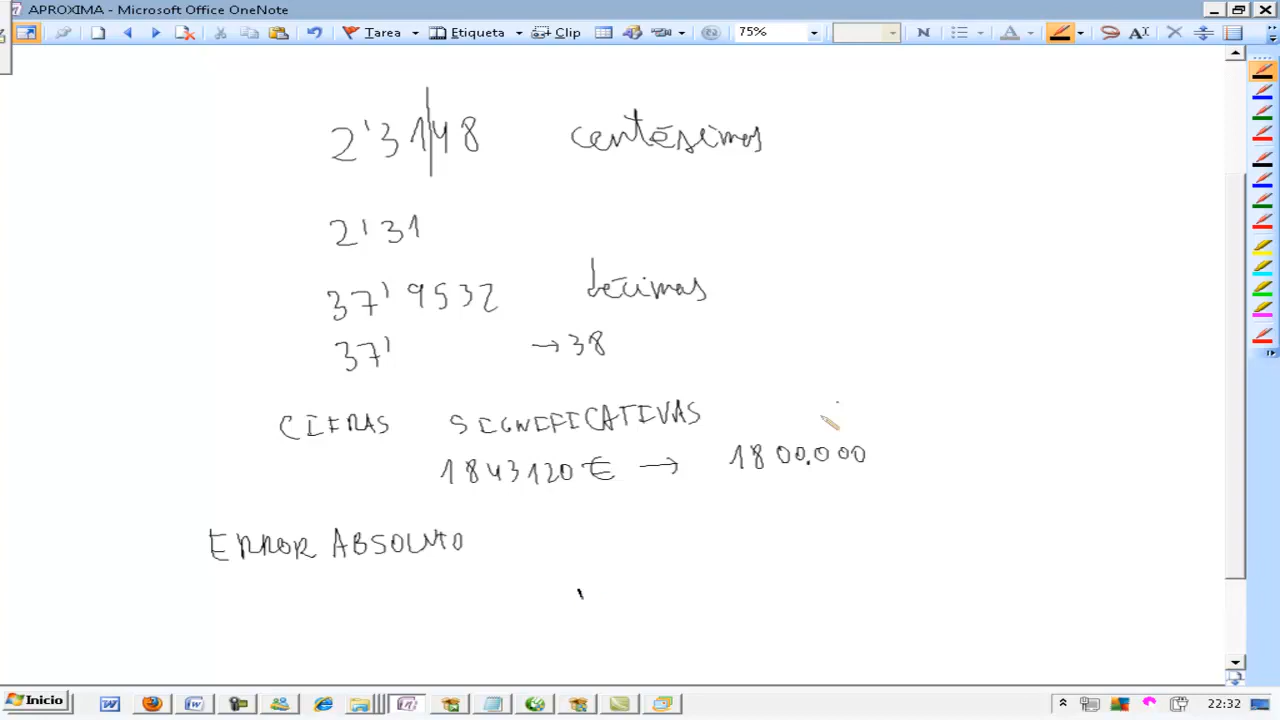 APROXIMA - Microsoft Office OneNote
Tarea Etiqueta Clip 75% N A
2'3148 centésimas
2'31
37'9532 décimas
37' →38
CIFRAS SIGNIFICATIVAS
1843120€ → 1800.000
ERROR ABSOLUTO
Inicio 22:32